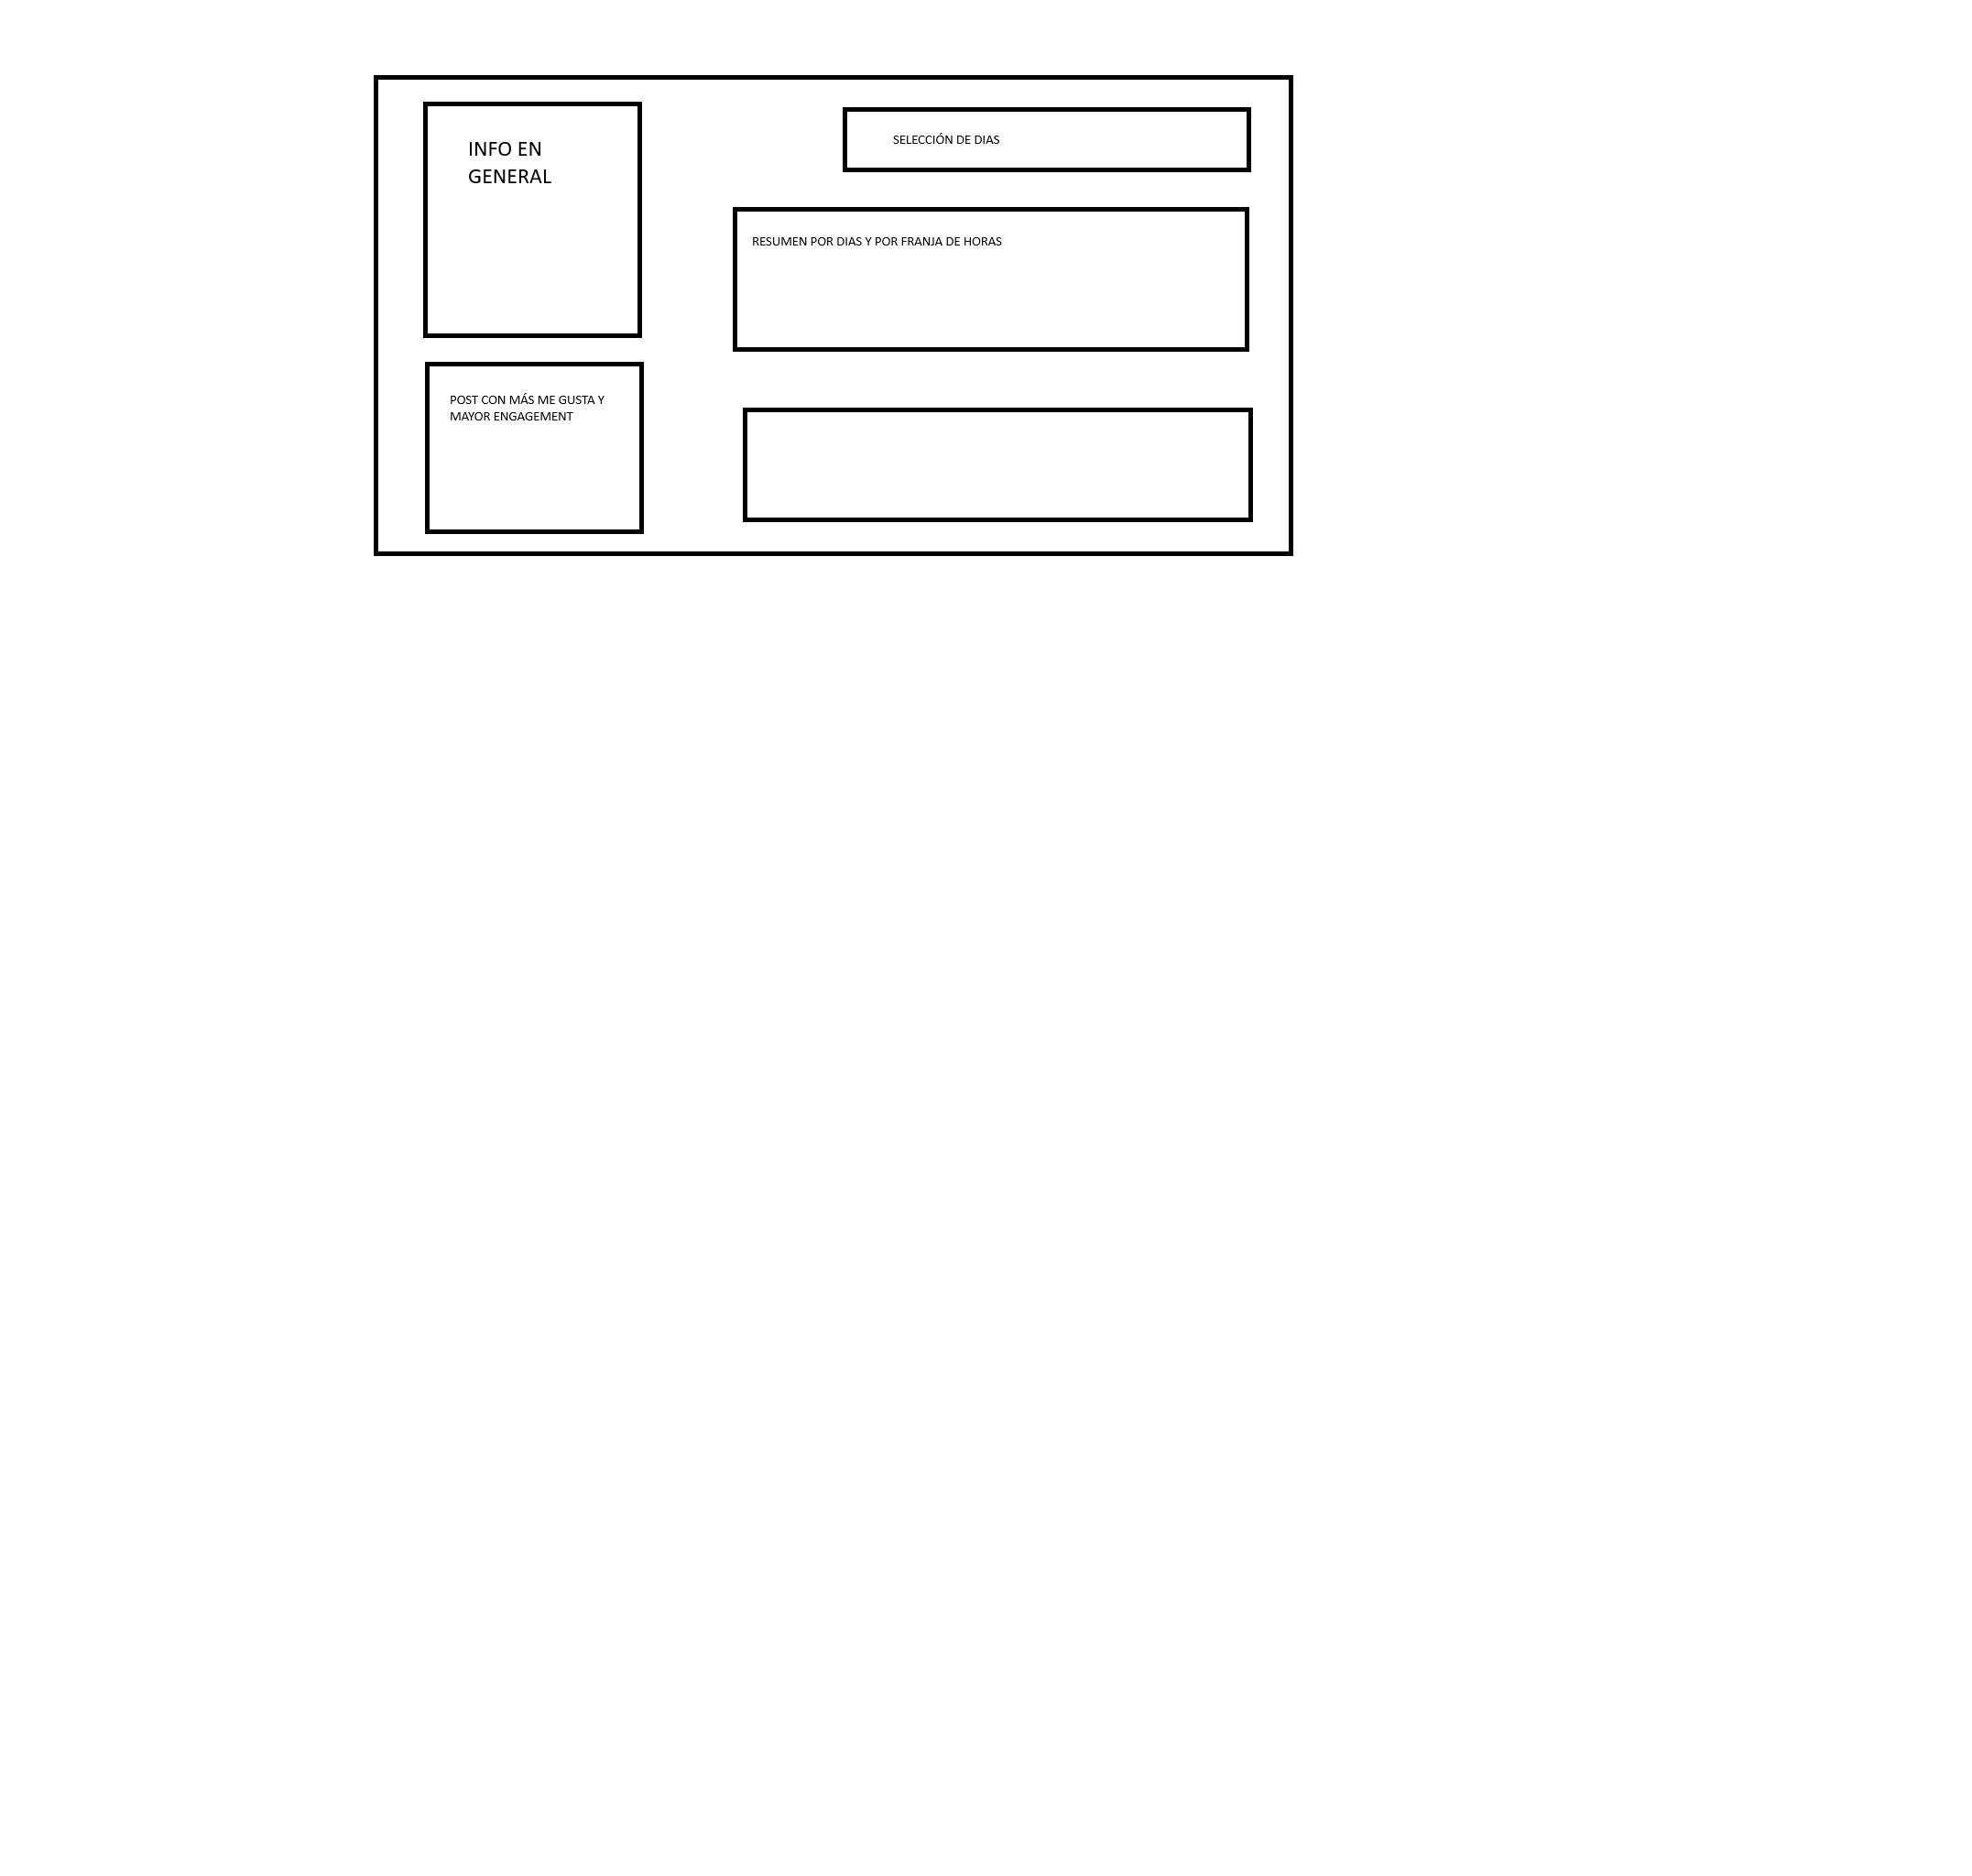 INFO EN
GENERAL
SELECCIÓN DE DIAS
RESUMEN POR DIAS Y POR FRANJA DE HORAS
POST CON MÁS ME GUSTA Y
MAYOR ENGAGEMENT